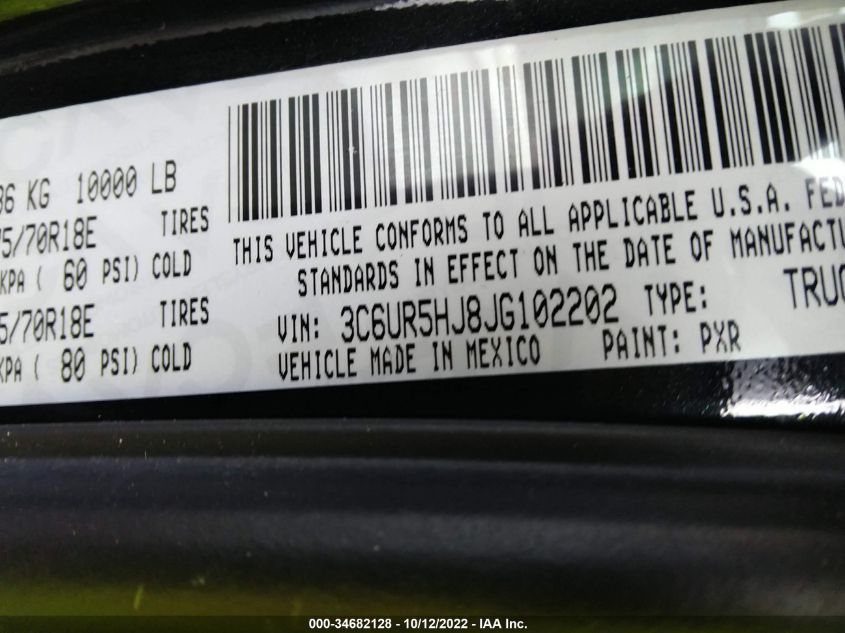 36 KG 10000 LB
5/70R18E TIRES
KPA ( 60 PSI) COLD
5/70R18E TIRES
KPA ( 80 PSI) COLD
THIS VEHICLE CONFORMS TO ALL APPLICABLE U.S.A. FED
STANDARDS IN EFFECT ON THE DATE OF MANUFACTU
VIN: 3C6UR5HJ8JG102202 TYPE: TRUC
VEHICLE MADE IN MEXICO PAINT: PXR
000-34682128 - 10/12/2022 - IAA Inc.